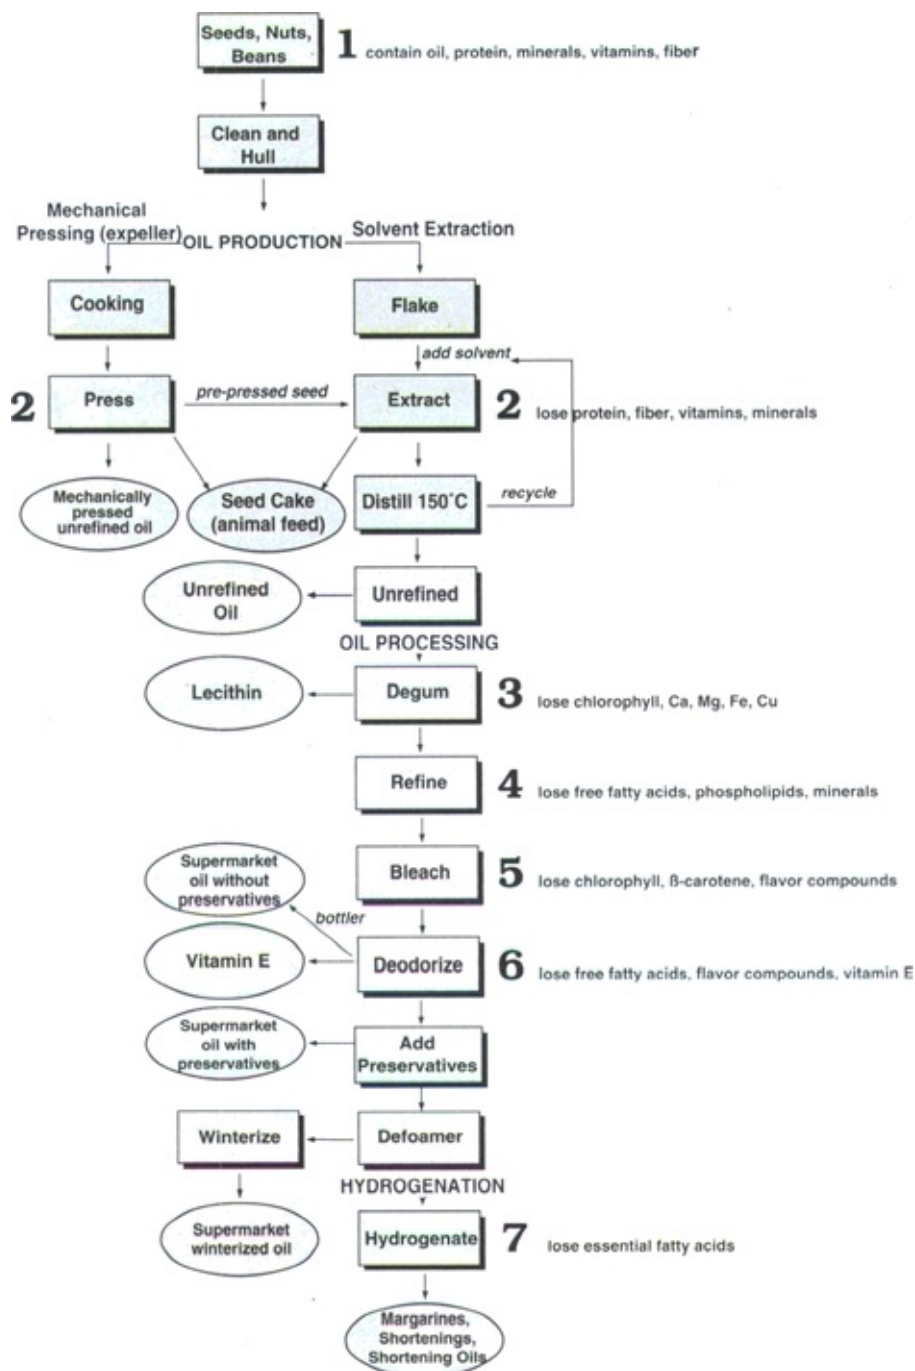 Seeds, Nuts,
Beans
1 contain oil, protein, minerals, vitamins, fiber
Clean and
Hull
Mechanical
Pressing (expeller)
OIL PRODUCTION
Solvent Extraction
Cooking
Flake
add solvent
2
Press
pre-pressed seed
Extract
2 lose protein, fiber, vitamins, minerals
Mechanically
pressed
unrefined oil
Seed Cake
(animal feed)
Distill 150°C
recycle
Unrefined
Oil
Unrefined
OIL PROCESSING
Lecithin
Degum
3 lose chlorophyll, Ca, Mg, Fe, Cu
Refine
4 lose free fatty acids, phospholipids, minerals
Supermarket
oil without
preservatives
Bleach
5 lose chlorophyll, ß-carotene, flavor compounds
bottler
Vitamin E
Deodorize
6 lose free fatty acids, flavor compounds, vitamin E
Supermarket
oil with
preservatives
Add
Preservatives
Winterize
Defoamer
HYDROGENATION
Supermarket
winterized oil
Hydrogenate
7 lose essential fatty acids
Margarines,
Shortenings,
Shortening Oils